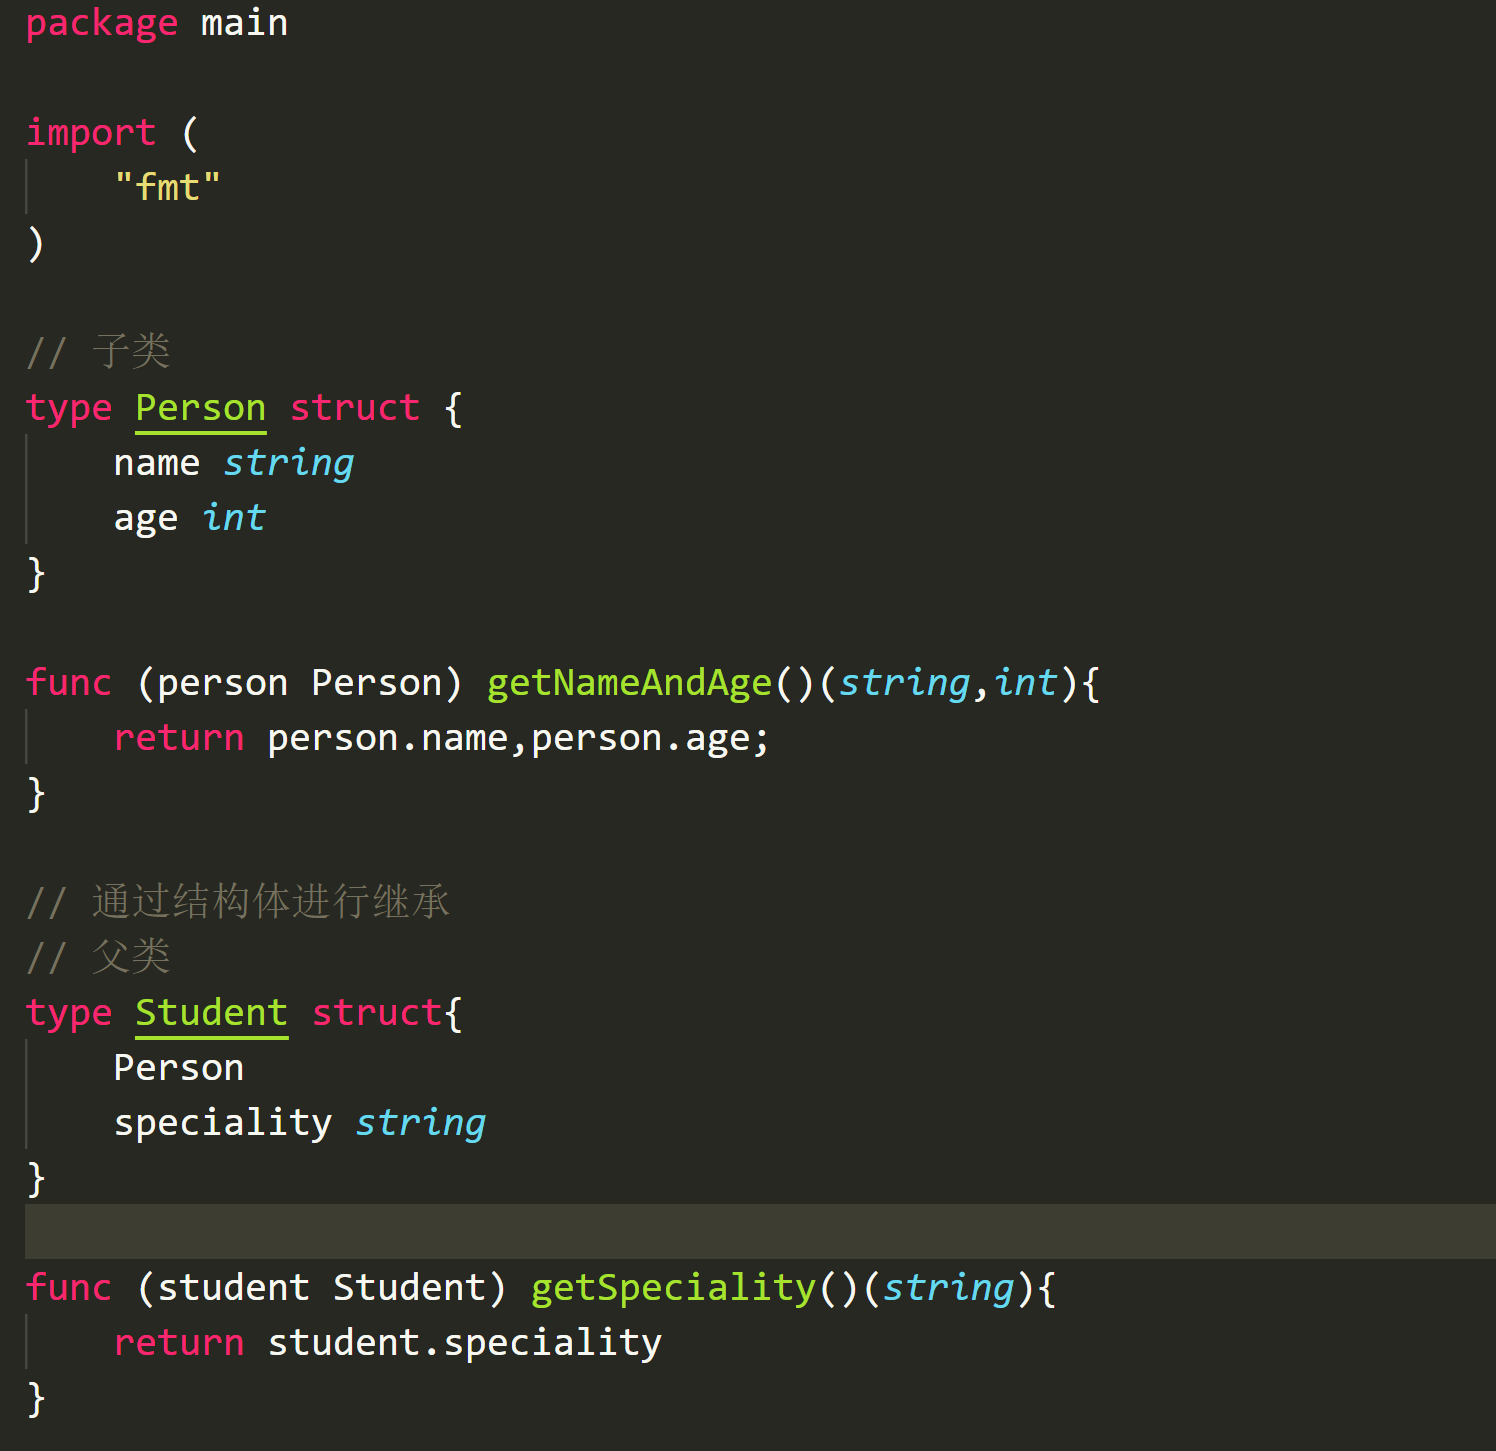 package main
import (
"fmt"
)
// 子类
type Person struct {
name string
age int
}
func (person Person) getNameAndAge()(string,int){
return person.name,person.age;
}
// 通过结构体进行继承
// 父类
type Student struct{
Person
speciality string
}
func (student Student) getSpeciality()(string){
return student.speciality
}